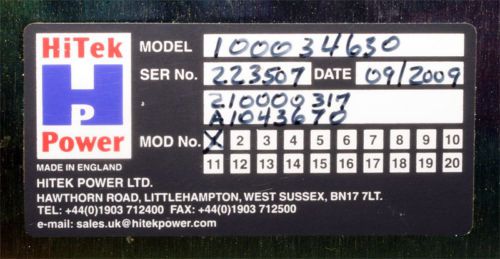 HiTek
HP
Power
MADE IN ENGLAND
MODEL 100034630
SER No. 223507 DATE 09/2009
210000317
A1043670
MOD No. X 2 3 4 5 6 7 8 9 10
11 12 13 14 15 16 17 18 19 20
HITEK POWER LTD.
HAWTHORN ROAD, LITTLEHAMPTON, WEST SUSSEX, BN17 7LT.
TEL: +44(0)1903 712400 FAX: +44(0)1903 712500
e-mail: sales.uk@hitekpower.com